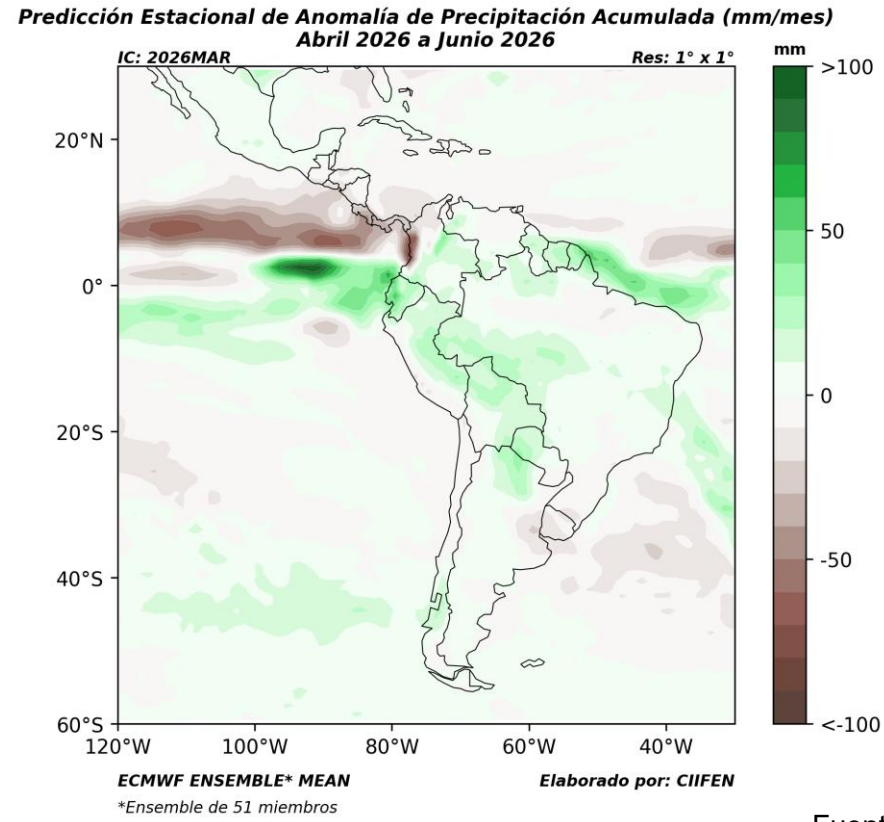 Predicción Estacional de Anomalía de Precipitación Acumulada (mm/mes)
Abril 2026 a Junio 2026
IC: 2026MAR
Res: 1° x 1°
mm
>100
50
0
-50
<-100
20°N
0°
20°S
40°S
60°S
120°W
100°W
80°W
60°W
40°W
ECMWF ENSEMBLE* MEAN
Elaborado por: CIIFEN
*Ensemble de 51 miembros